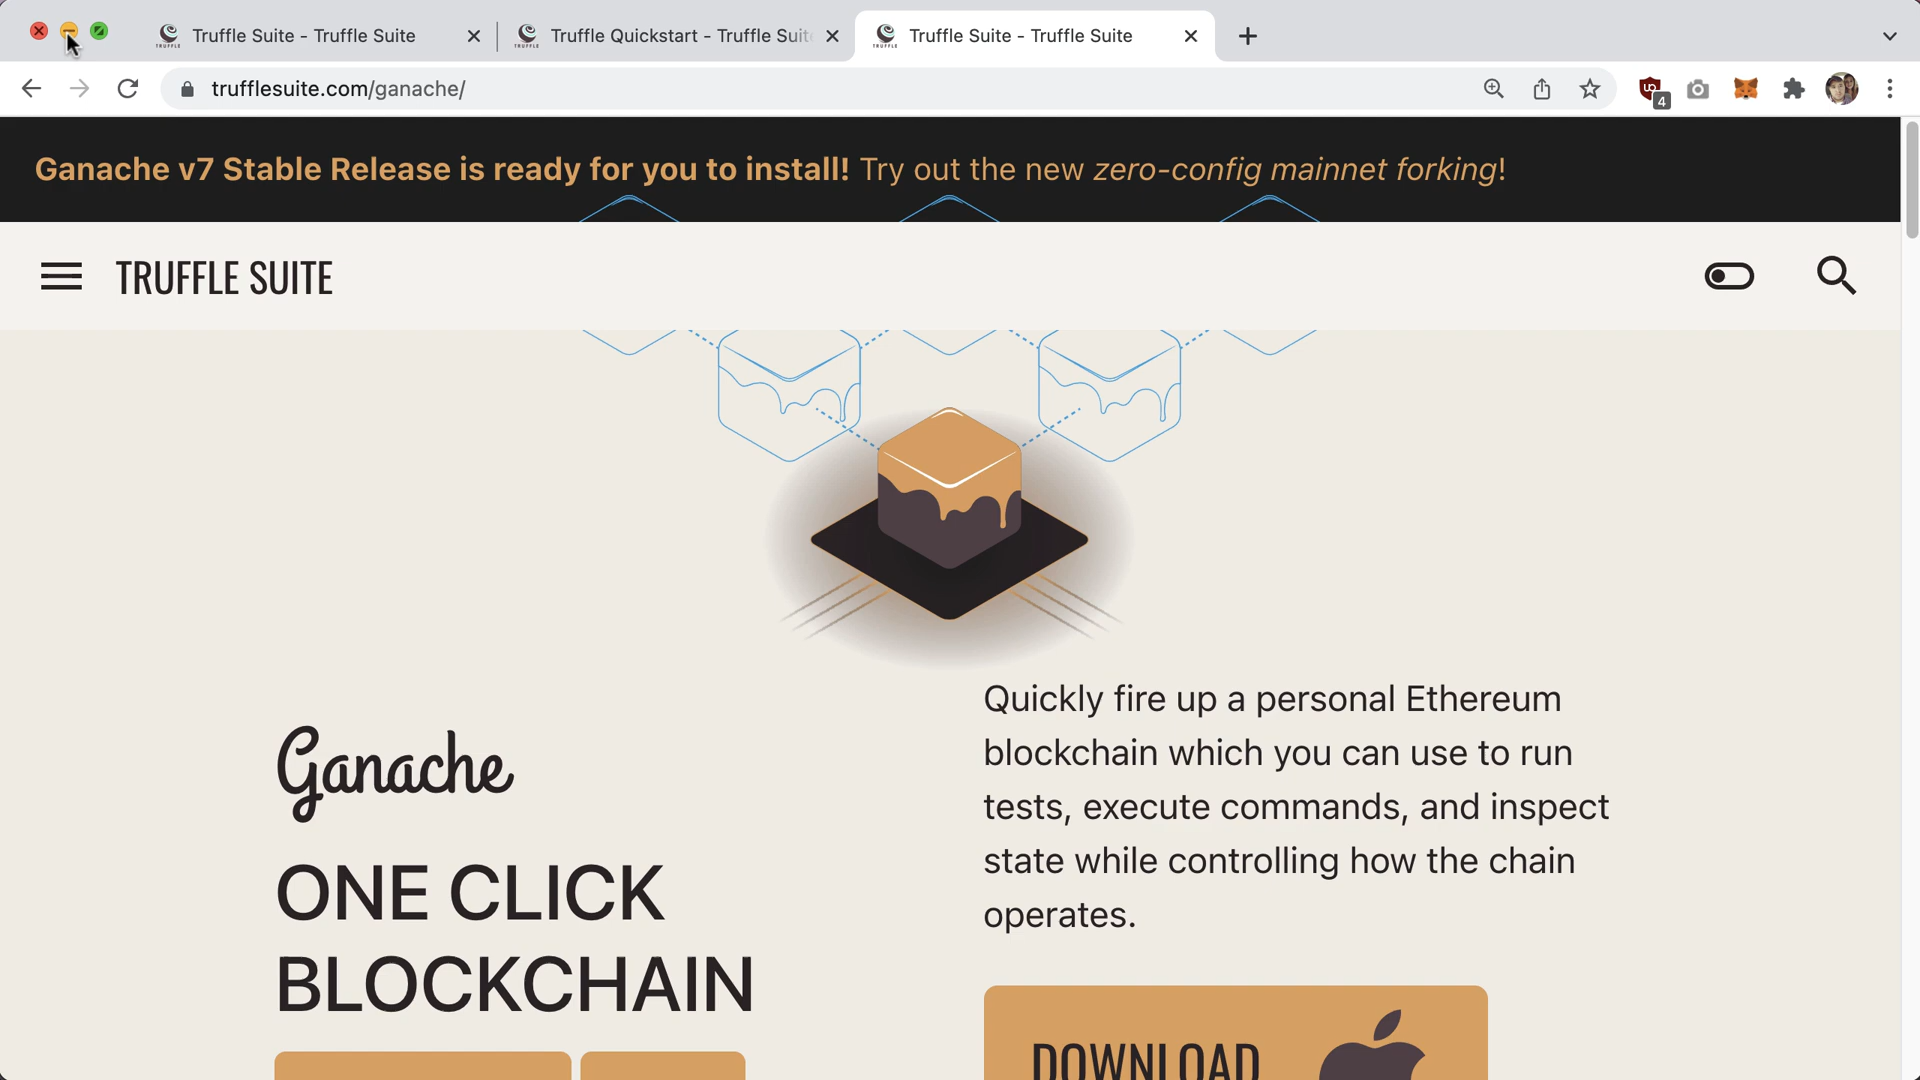 Truffle Suite - Truffle Suite
Truffle Quickstart - Truffle Suit
Truffle Suite - Truffle Suite
trufflesuite.com/ganache/
4
Ganache v7 Stable Release is ready for you to install! Try out the new zero-config mainnet forking!
TRUFFLE SUITE
Ganache
ONE CLICK
BLOCKCHAIN
Quickly fire up a personal Ethereum
blockchain which you can use to run
tests, execute commands, and inspect
state while controlling how the chain
operates.
DOWNLOAD